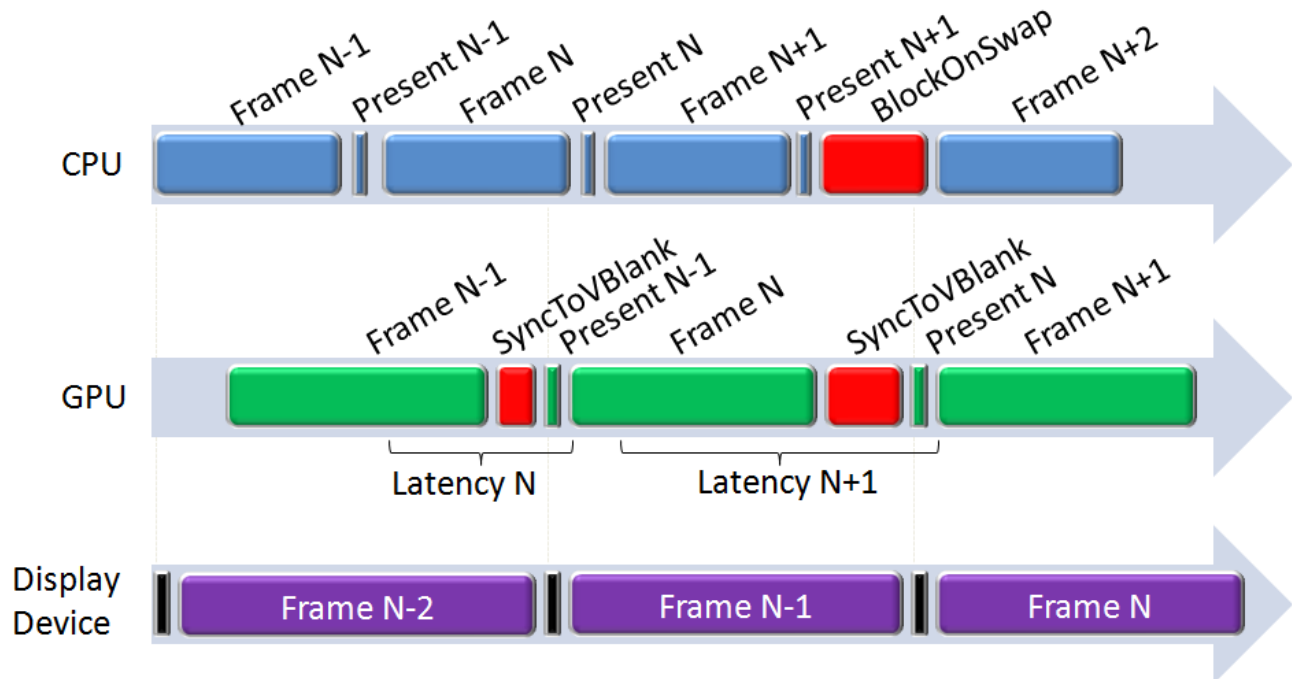 Frame N-1
Present N-1
Frame N
Present N
Frame N+1
Present N+1
BlockOnSwap
Frame N+2
CPU
Frame N-1
SyncToVBlank
Present N-1
Frame N
SyncToVBlank
Present N
Frame N+1
GPU
Latency N
Latency N+1
Display
Device
Frame N-2
Frame N-1
Frame N